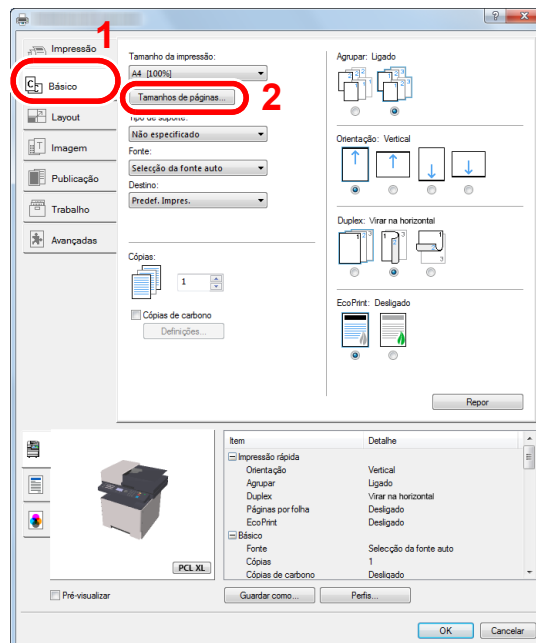 ?
X
Impressão
1
Básico
Layout
Imagem
Publicação
Trabalho
Avançadas
Tamanho da impressão:
A4 [100%]
Tamanhos de páginas...
2
Tipo de suporte:
Não especificado
Fonte:
Selecção da fonte auto
Destino:
Predef. Impres.
Cópias:
1
Cópias de carbono
Definições...
Agrupar: Ligado
Orientação: Vertical
Duplex: Virar na horizontal
EcoPrint: Desligado
Repor
Item Detalhe
Impressão rápida
Orientação Vertical
Agrupar Ligado
Duplex Virar na horizontal
Páginas por folha Desligado
EcoPrint Desligado
Básico
Fonte Selecção da fonte auto
Cópias 1
Cópias de carbono Desligado
PCL XL
Pré-visualizar
Guardar como...
Perfis...
OK
Cancelar